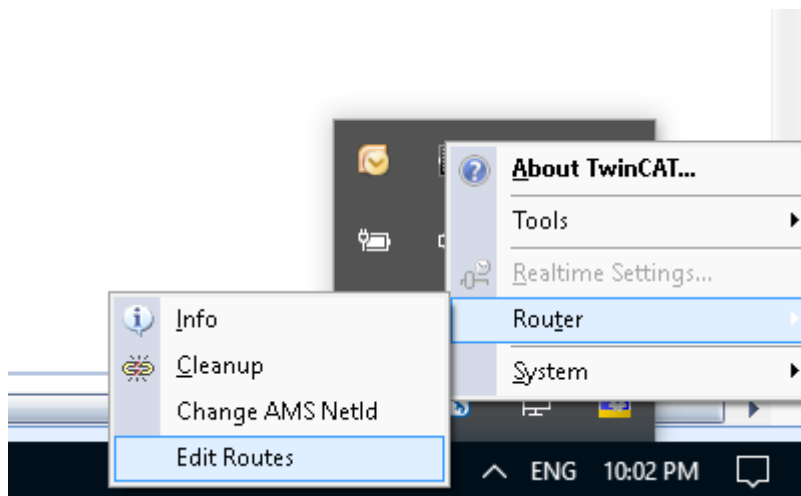 About TwinCAT...
Tools
Realtime Settings...
Router
System
Info
Cleanup
Change AMS NetId
Edit Routes
ENG 10:02 PM